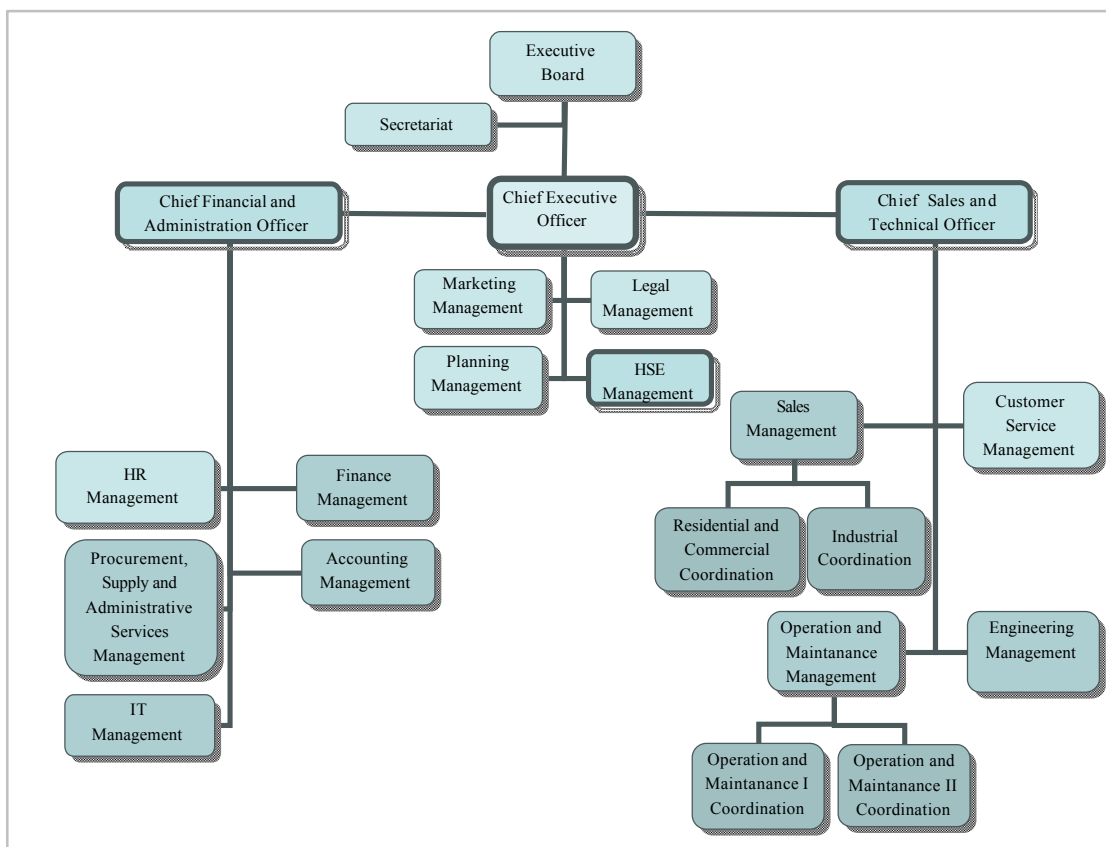 Executive
Board
Secretariat
Chief Financial and
Administration Officer
Chief Executive
Officer
Chief Sales and
Technical Officer
Marketing
Management
Legal
Management
Planning
Management
HSE
Management
Sales
Management
Customer
Service
Management
HR
Management
Finance
Management
Residential and
Commercial
Coordination
Industrial
Coordination
Procurement,
Supply and
Administrative
Services
Management
Accounting
Management
Operation and
Maintanance
Management
Engineering
Management
IT
Management
Operation and
Maintanance I
Coordination
Operation and
Maintanance II
Coordination